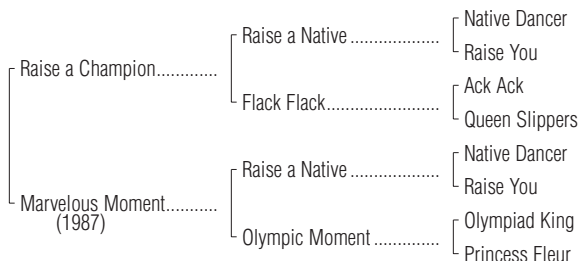 Native Dancer
Raise a Native ...................
Raise You
Raise a Champion.............
Ack Ack
Flack Flack........................
Queen Slippers
Native Dancer
Raise a Native ...................
Raise You
Marvelous Moment...........
(1987)
Olympiad King
Olympic Moment ..............
Princess Fleur